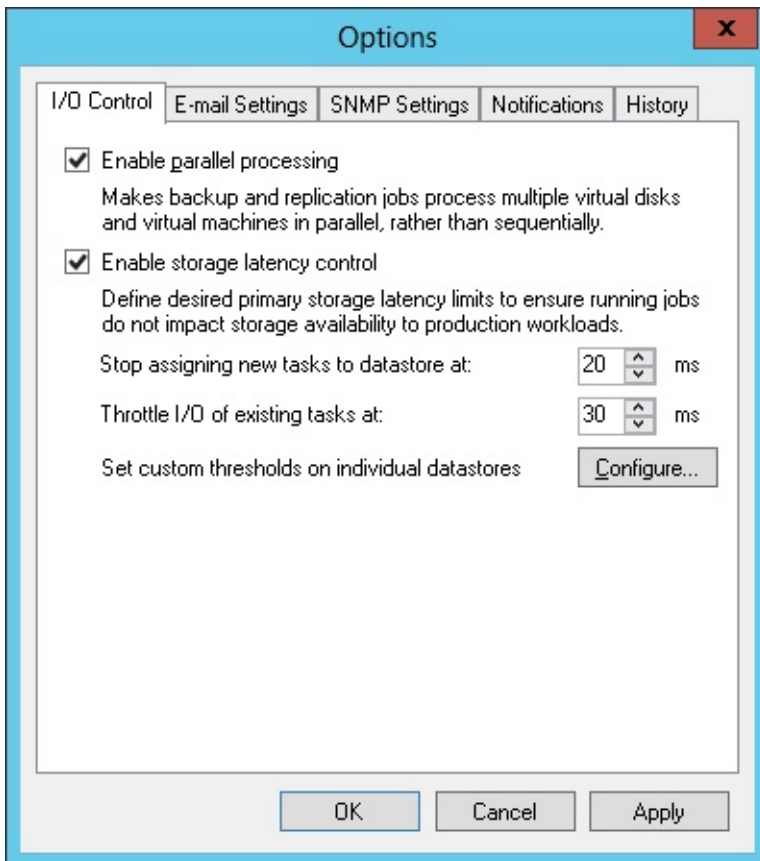 Options
x
I/O Control E-mail Settings SNMP Settings Notifications History
Enable parallel processing
Makes backup and replication jobs process multiple virtual disks
and virtual machines in parallel, rather than sequentially.
Enable storage latency control
Define desired primary storage latency limits to ensure running jobs
do not impact storage availability to production workloads.
Stop assigning new tasks to datastore at: 20 ms
Throttle I/O of existing tasks at: 30 ms
Set custom thresholds on individual datastores Configure...
OK Cancel Apply